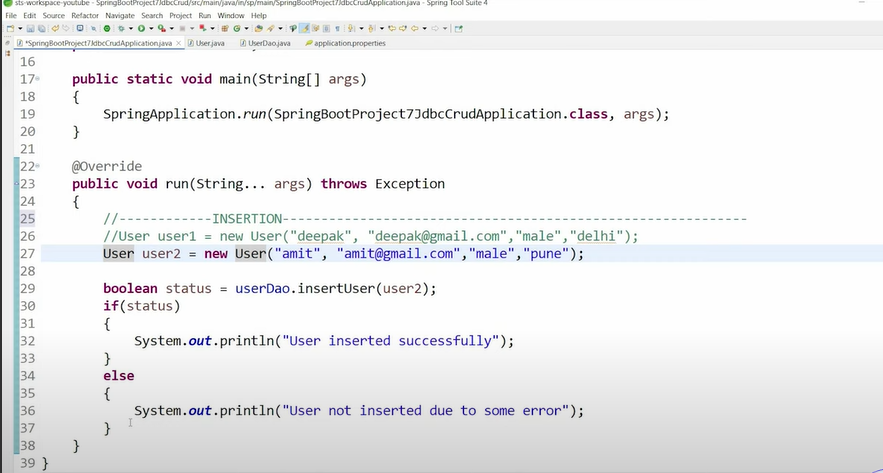 sts-workspace-youtube - SpringBootProject7JdbcCrud/src/main/java/in/sp/main/SpringBootProject7JdbcCrudApplication.java - Spring Tool Suite 4
File Edit Source Refactor Navigate Search Project Run Window Help
*SpringBootProject7JdbcCrudApplication.java User.java UserDao.java application.properties
16
17 public static void main(String[] args)
18 {
19 SpringApplication.run(SpringBootProject7JdbcCrudApplication.class, args);
20 }
21
22 @Override
23 public void run(String... args) throws Exception
24 {
25 //------------INSERTION------------------------------------------------------------
26 //User user1 = new User("deepak", "deepak@gmail.com","male","delhi");
27 User user2 = new User("amit", "amit@gmail.com","male","pune");
28
29 boolean status = userDao.insertUser(user2);
30 if(status)
31 {
32 System.out.println("User inserted successfully");
33 }
34 else
35 {
36 System.out.println("User not inserted due to some error");
37 }
38 }
39 }